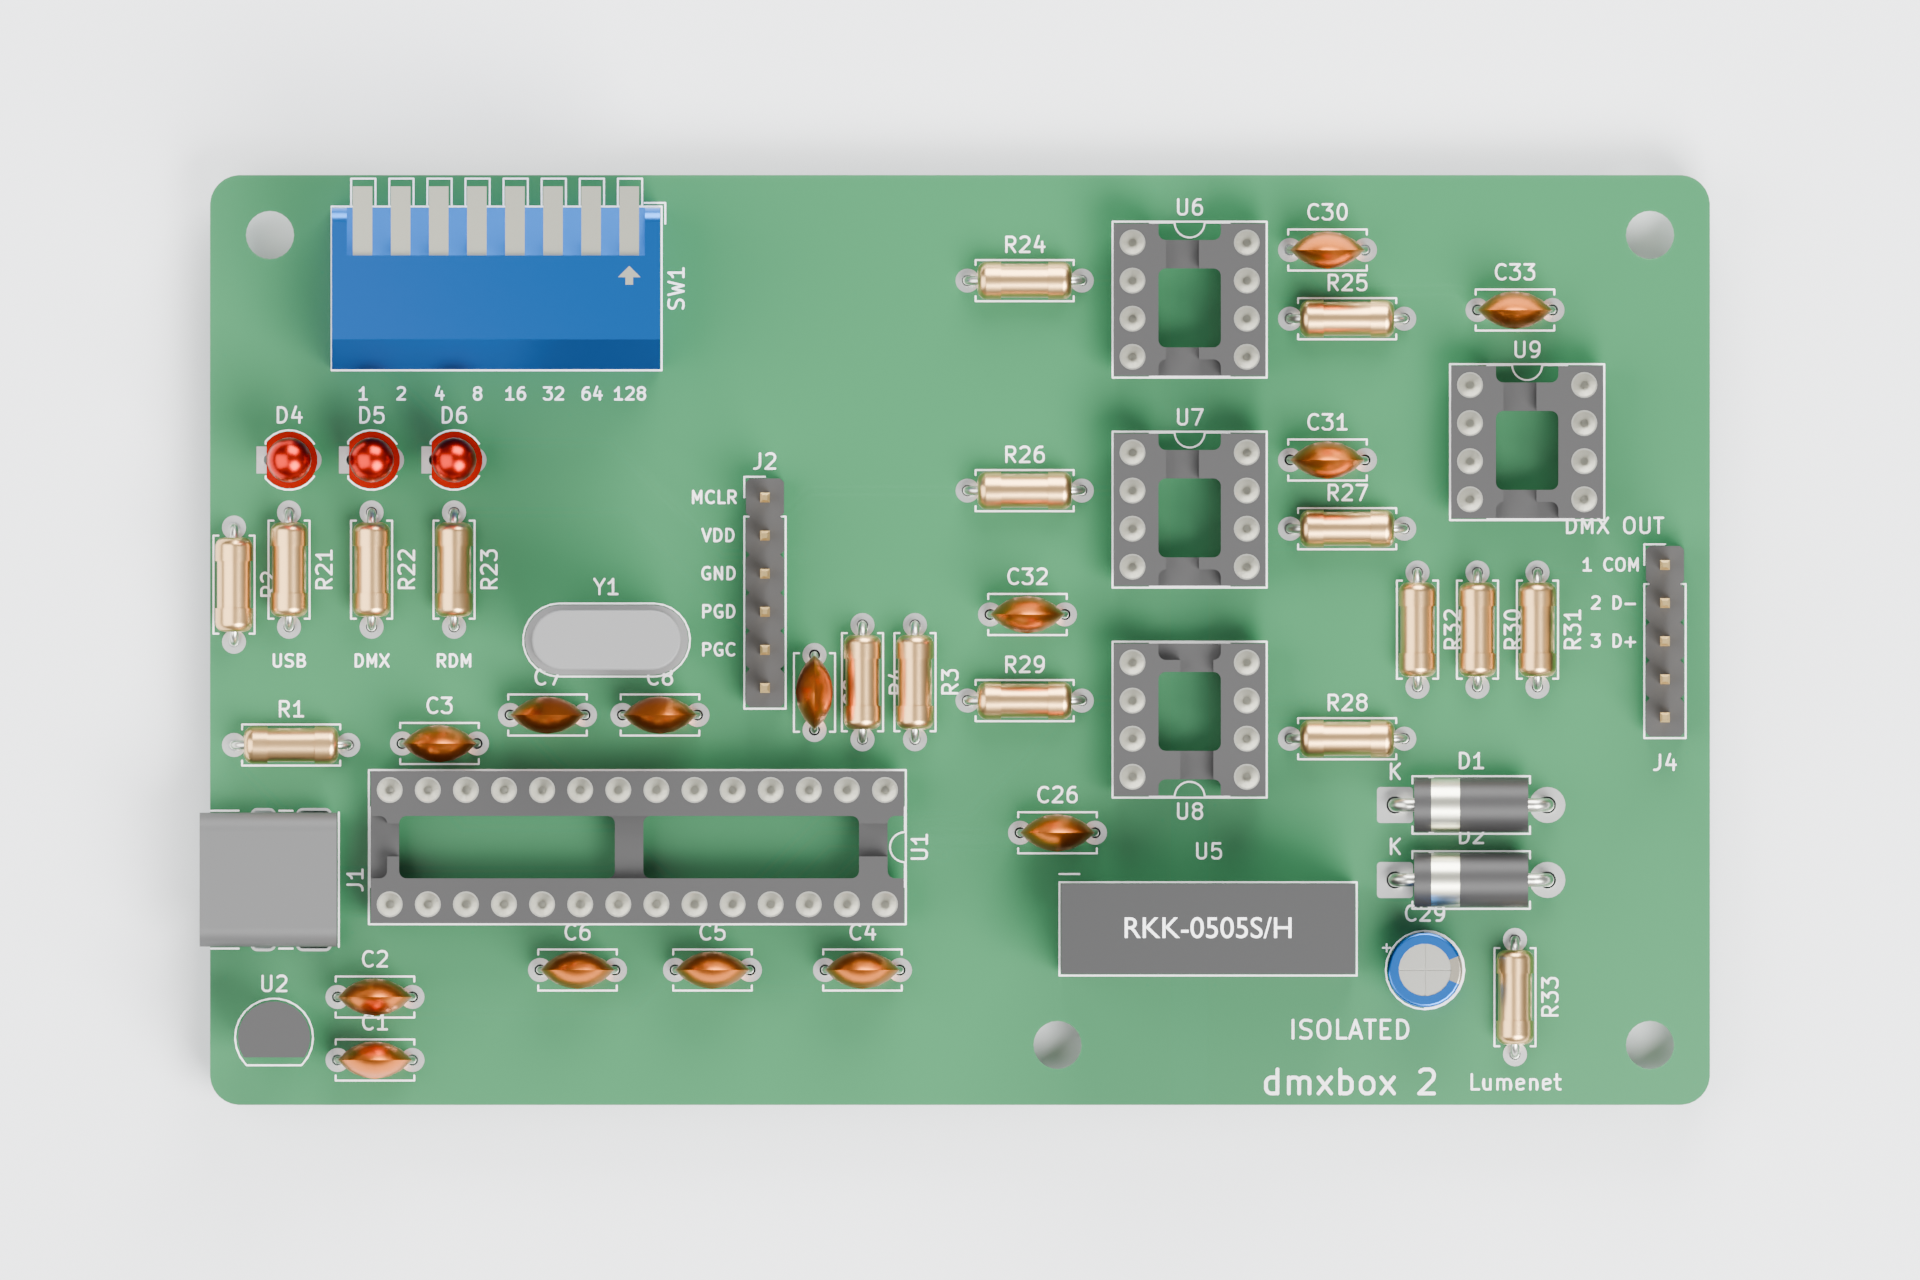 SW1
1 2 4 8 16 32 64 128
D4 D5 D6
R21 R22 R23
USB DMX RDM
J2
MCLR
VDD
GND
PGD
PGC
Y1
C7 C8
R3
R1
C3
U1
J1
C6 C5 C4
C2
U2
C1
U6
C30
R24
R25
C33
U9
U7
C31
R26
R27
DMX OUT
1 COM
2 D-
3 D+
C32
R32 R30 R31
R29
R28
J4
K D1
C26
U8
K D2
U5
RKK-0505S/H
C29
+
R33
ISOLATED
dmxbox 2
Lumenet